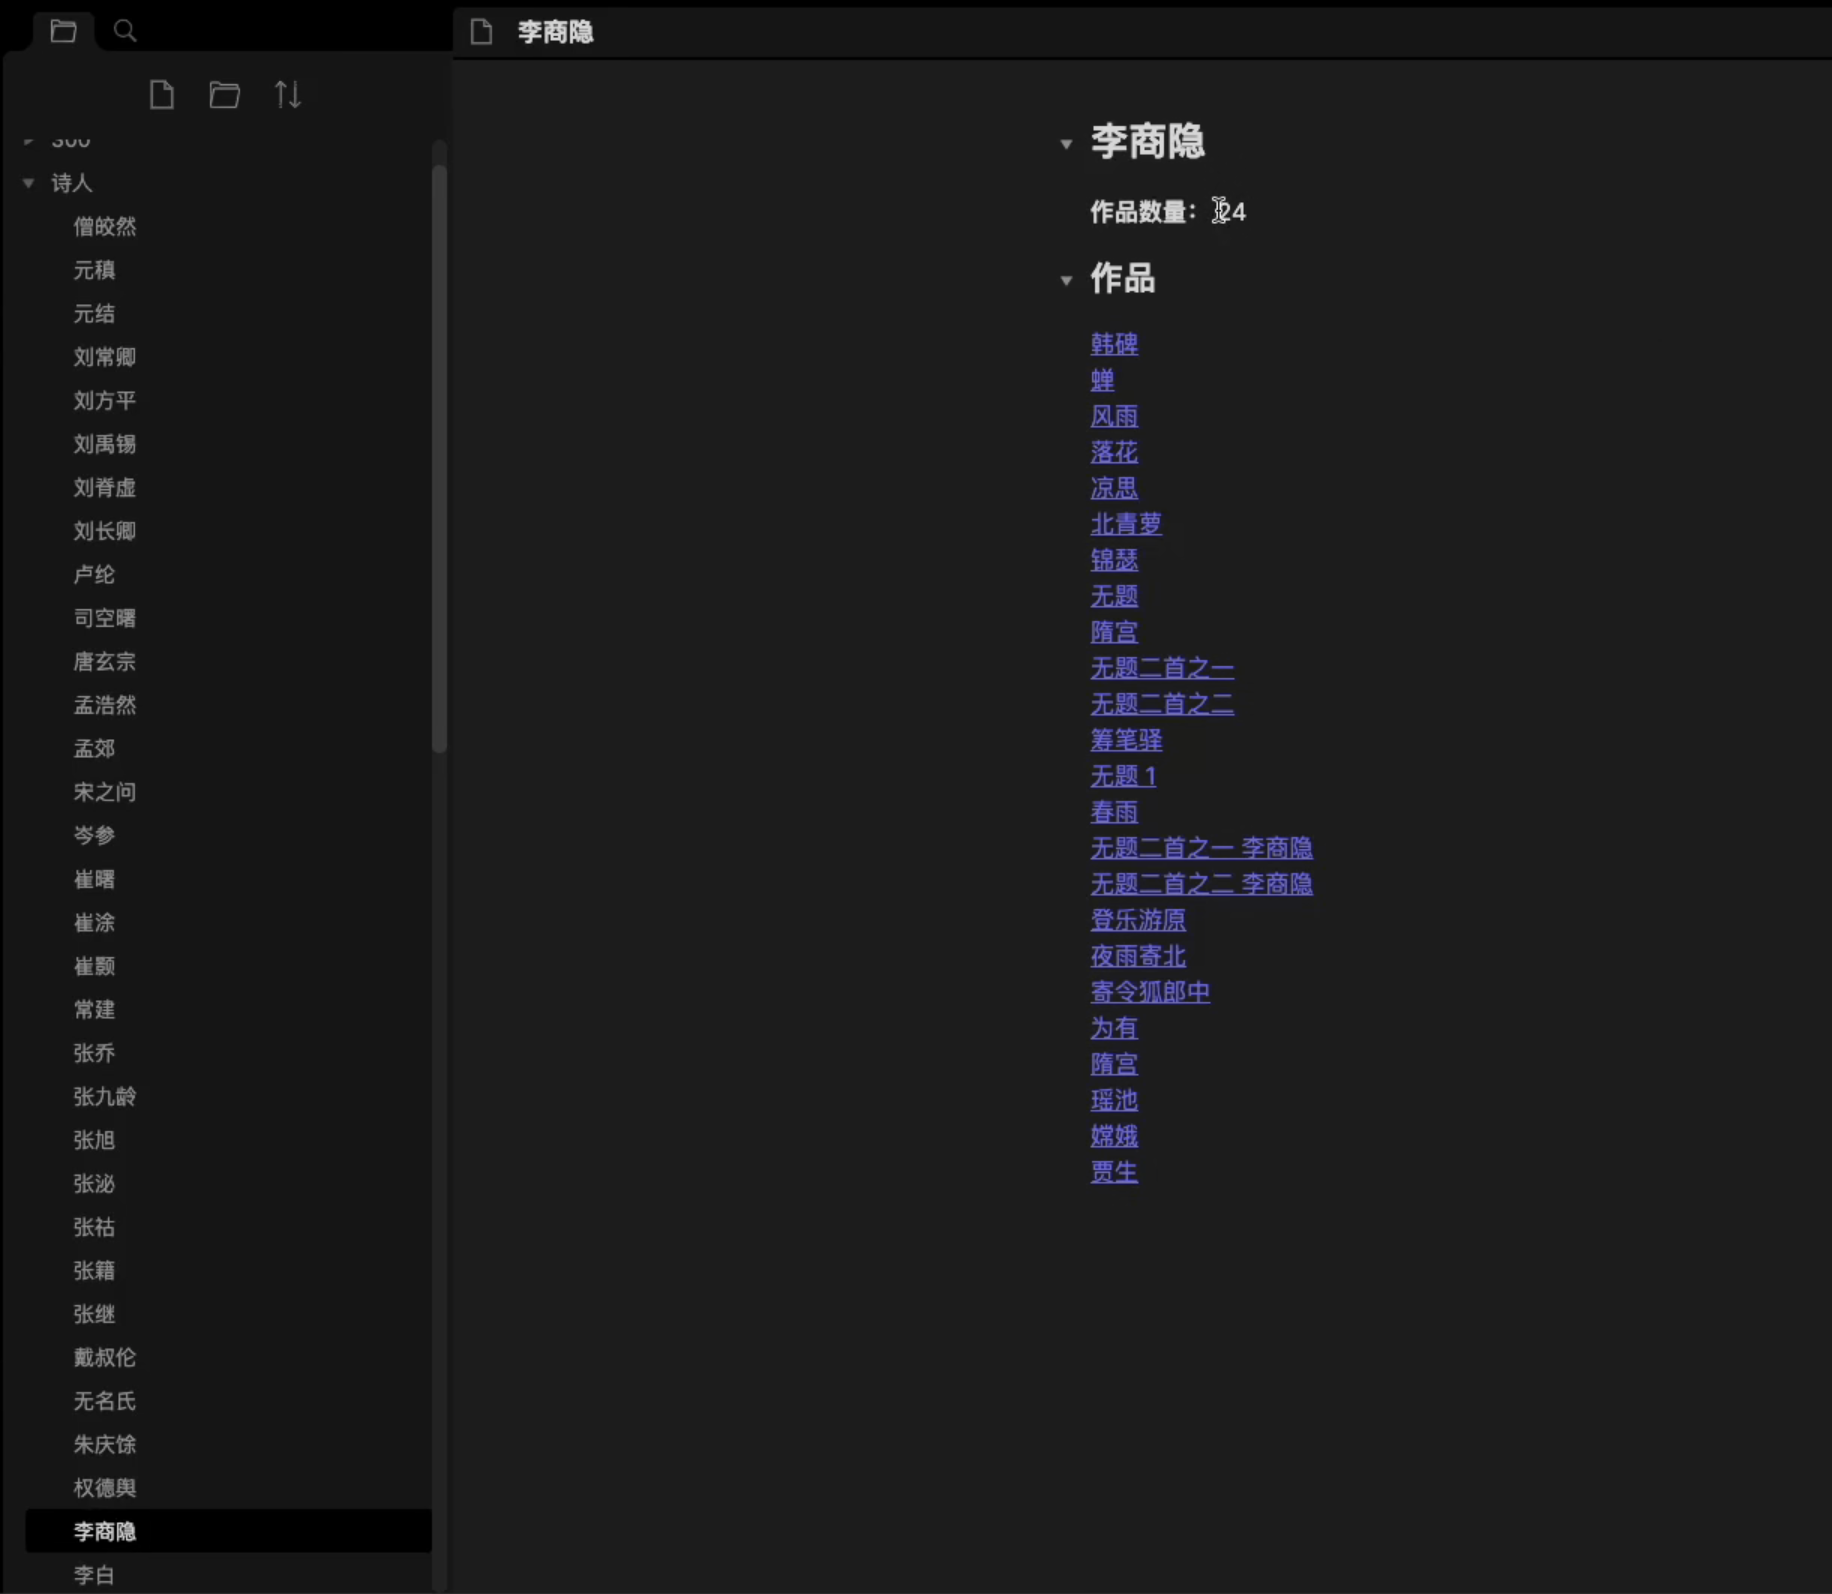 李商隐
300
诗人
僧皎然
元稹
元结
刘常卿
刘方平
刘禹锡
刘脊虚
刘长卿
卢纶
司空曙
唐玄宗
孟浩然
孟郊
宋之问
岑参
崔曙
崔涂
崔颢
常建
张乔
张九龄
张旭
张泌
张祜
张籍
张继
戴叔伦
无名氏
朱庆馀
权德舆
李商隐
李白
李商隐
作品数量： 24
作品
韩碑
蝉
风雨
落花
凉思
北青萝
锦瑟
无题
隋宫
无题二首之一
无题二首之二
筹笔驿
无题 1
春雨
无题二首之一 李商隐
无题二首之二 李商隐
登乐游原
夜雨寄北
寄令狐郎中
为有
隋宫
瑶池
嫦娥
贾生